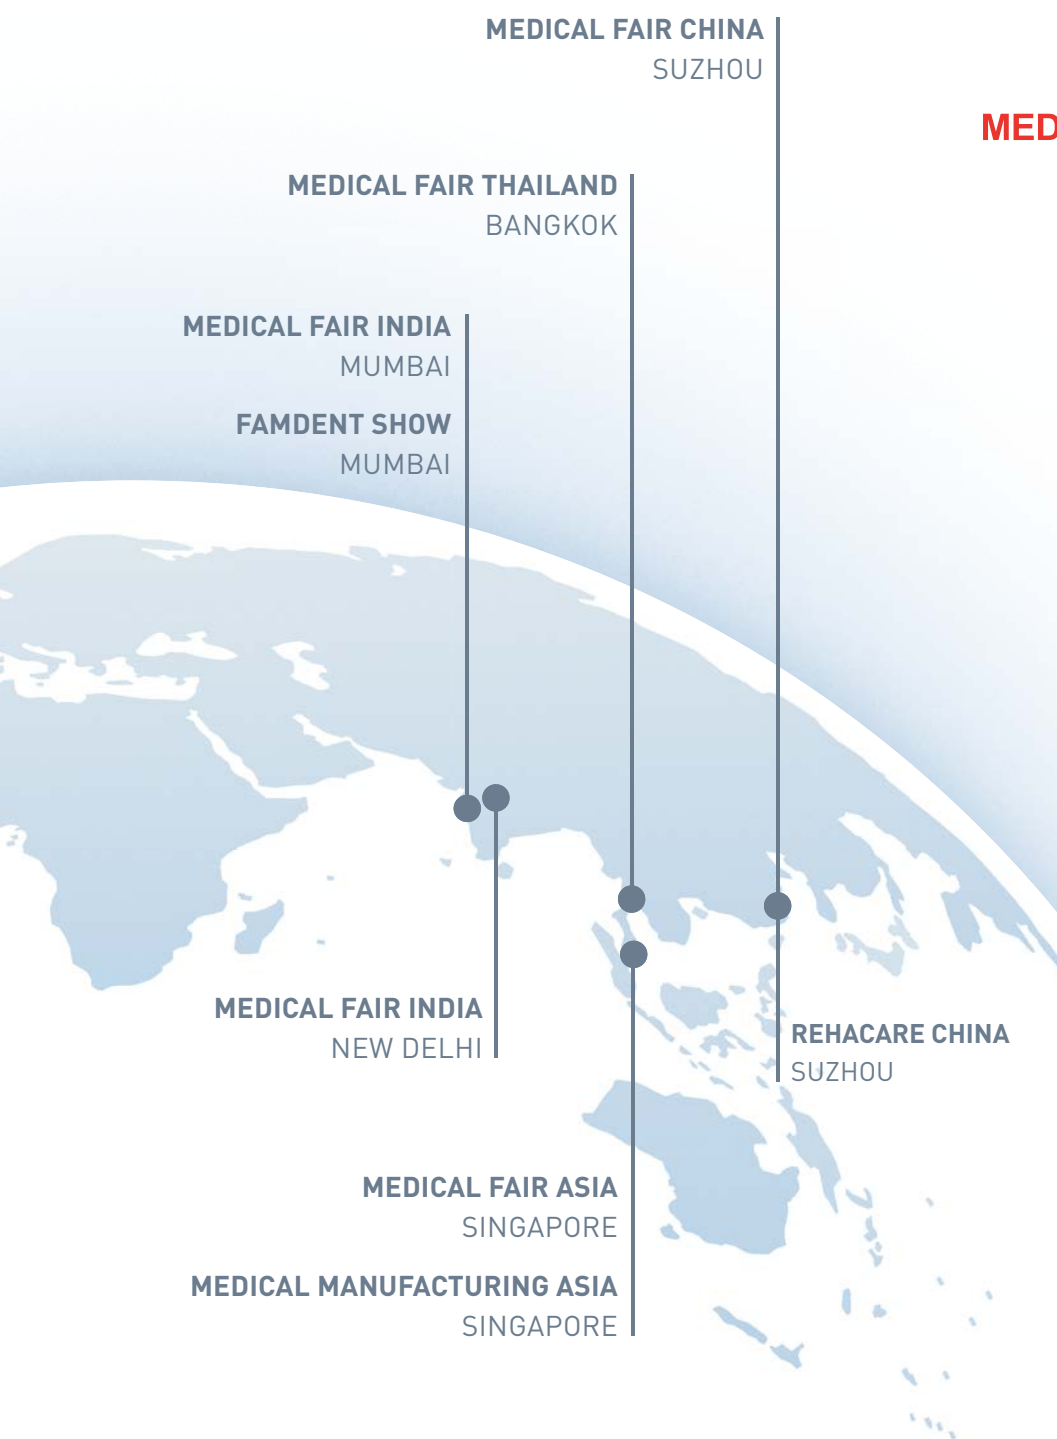 MEDICAL FAIR CHINA
SUZHOU
MED
MEDICAL FAIR THAILAND
BANGKOK
MEDICAL FAIR INDIA
MUMBAI
FAMDENT SHOW
MUMBAI
MEDICAL FAIR INDIA
NEW DELHI
REHACARE CHINA
SUZHOU
MEDICAL FAIR ASIA
SINGAPORE
MEDICAL MANUFACTURING ASIA
SINGAPORE